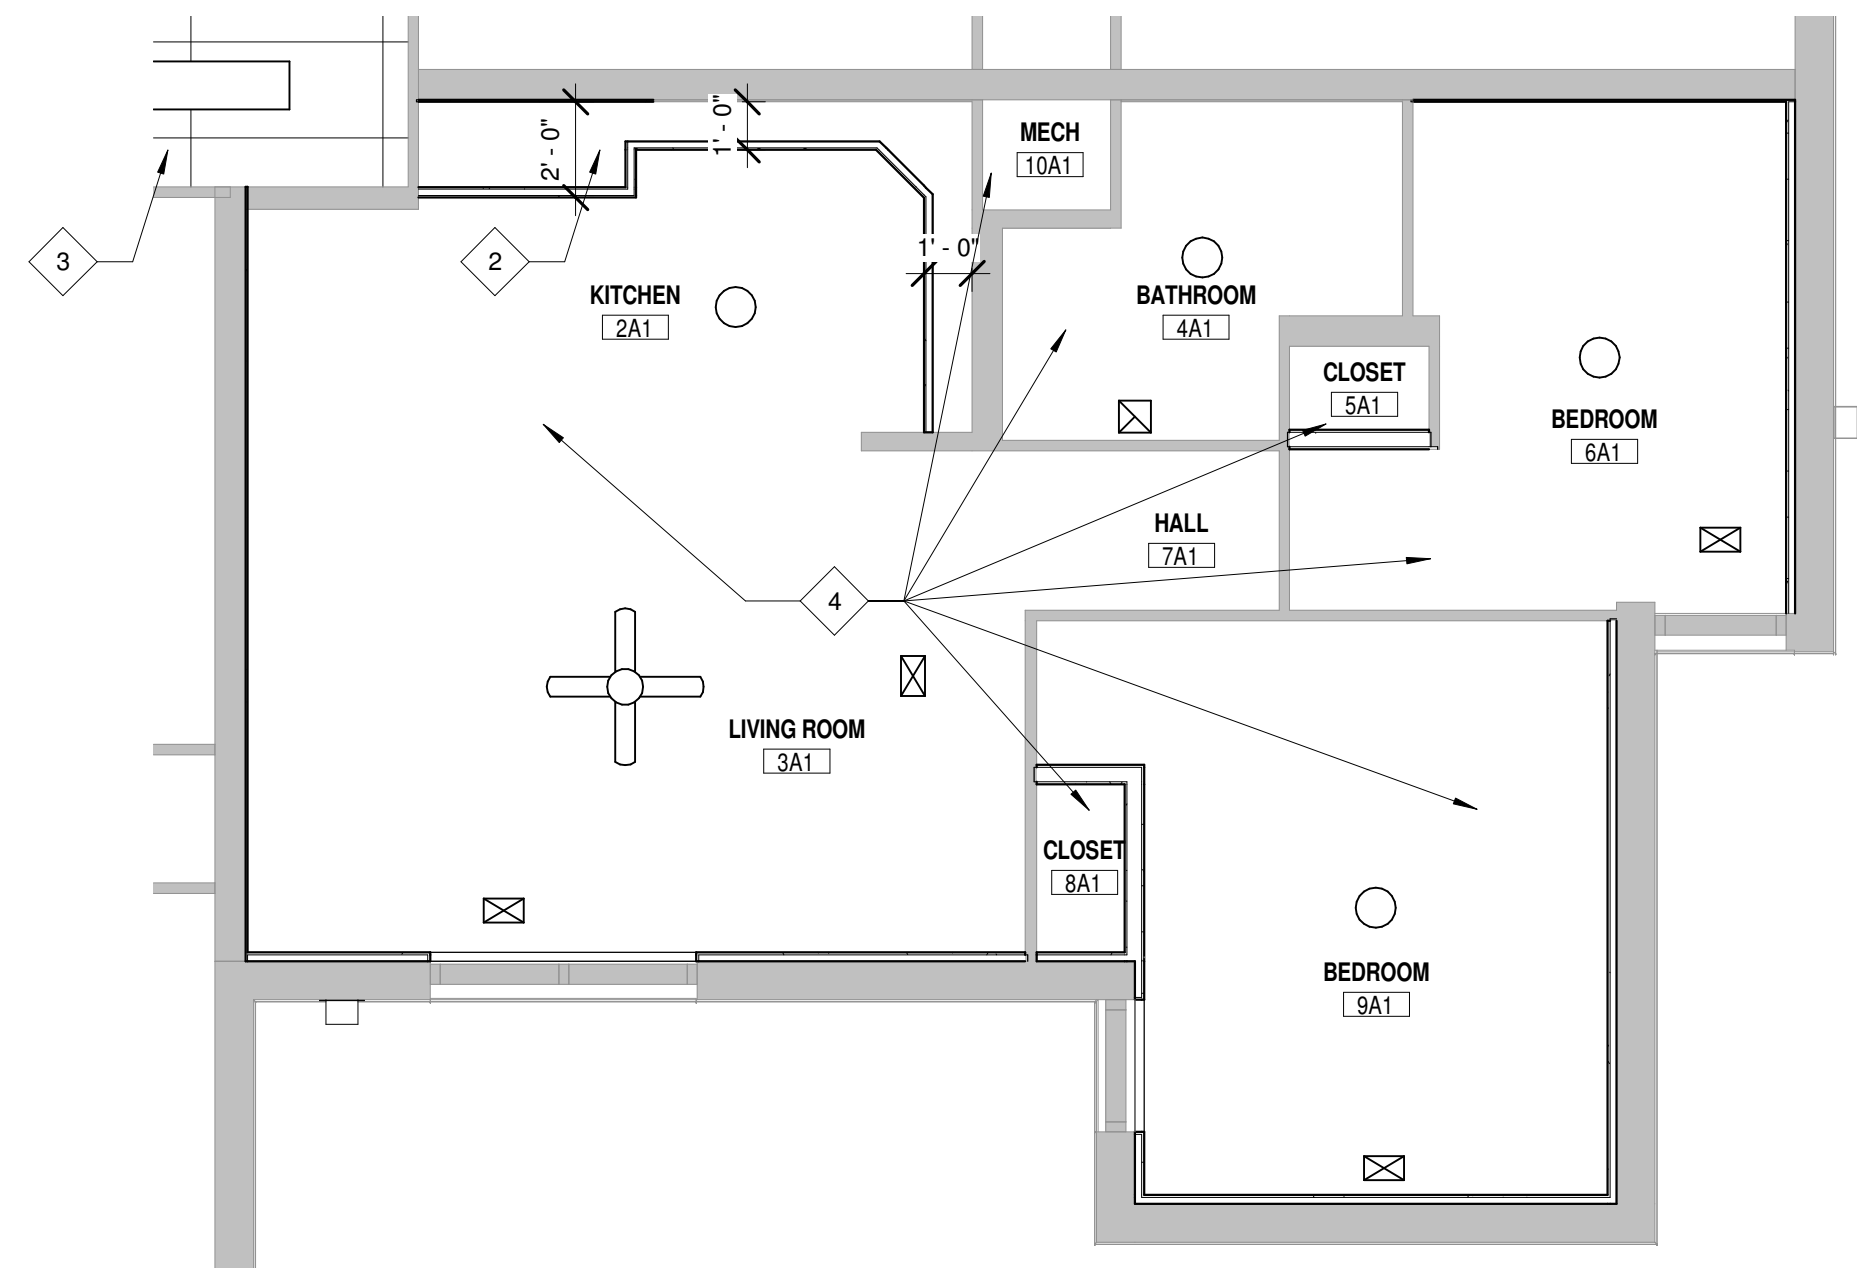 2' - 0"
1' - 0"
MECH
10A1
3
2
1' - 0"
KITCHEN
2A1
BATHROOM
4A1
CLOSET
5A1
BEDROOM
6A1
HALL
7A1
4
LIVING ROOM
3A1
CLOSET
8A1
BEDROOM
9A1